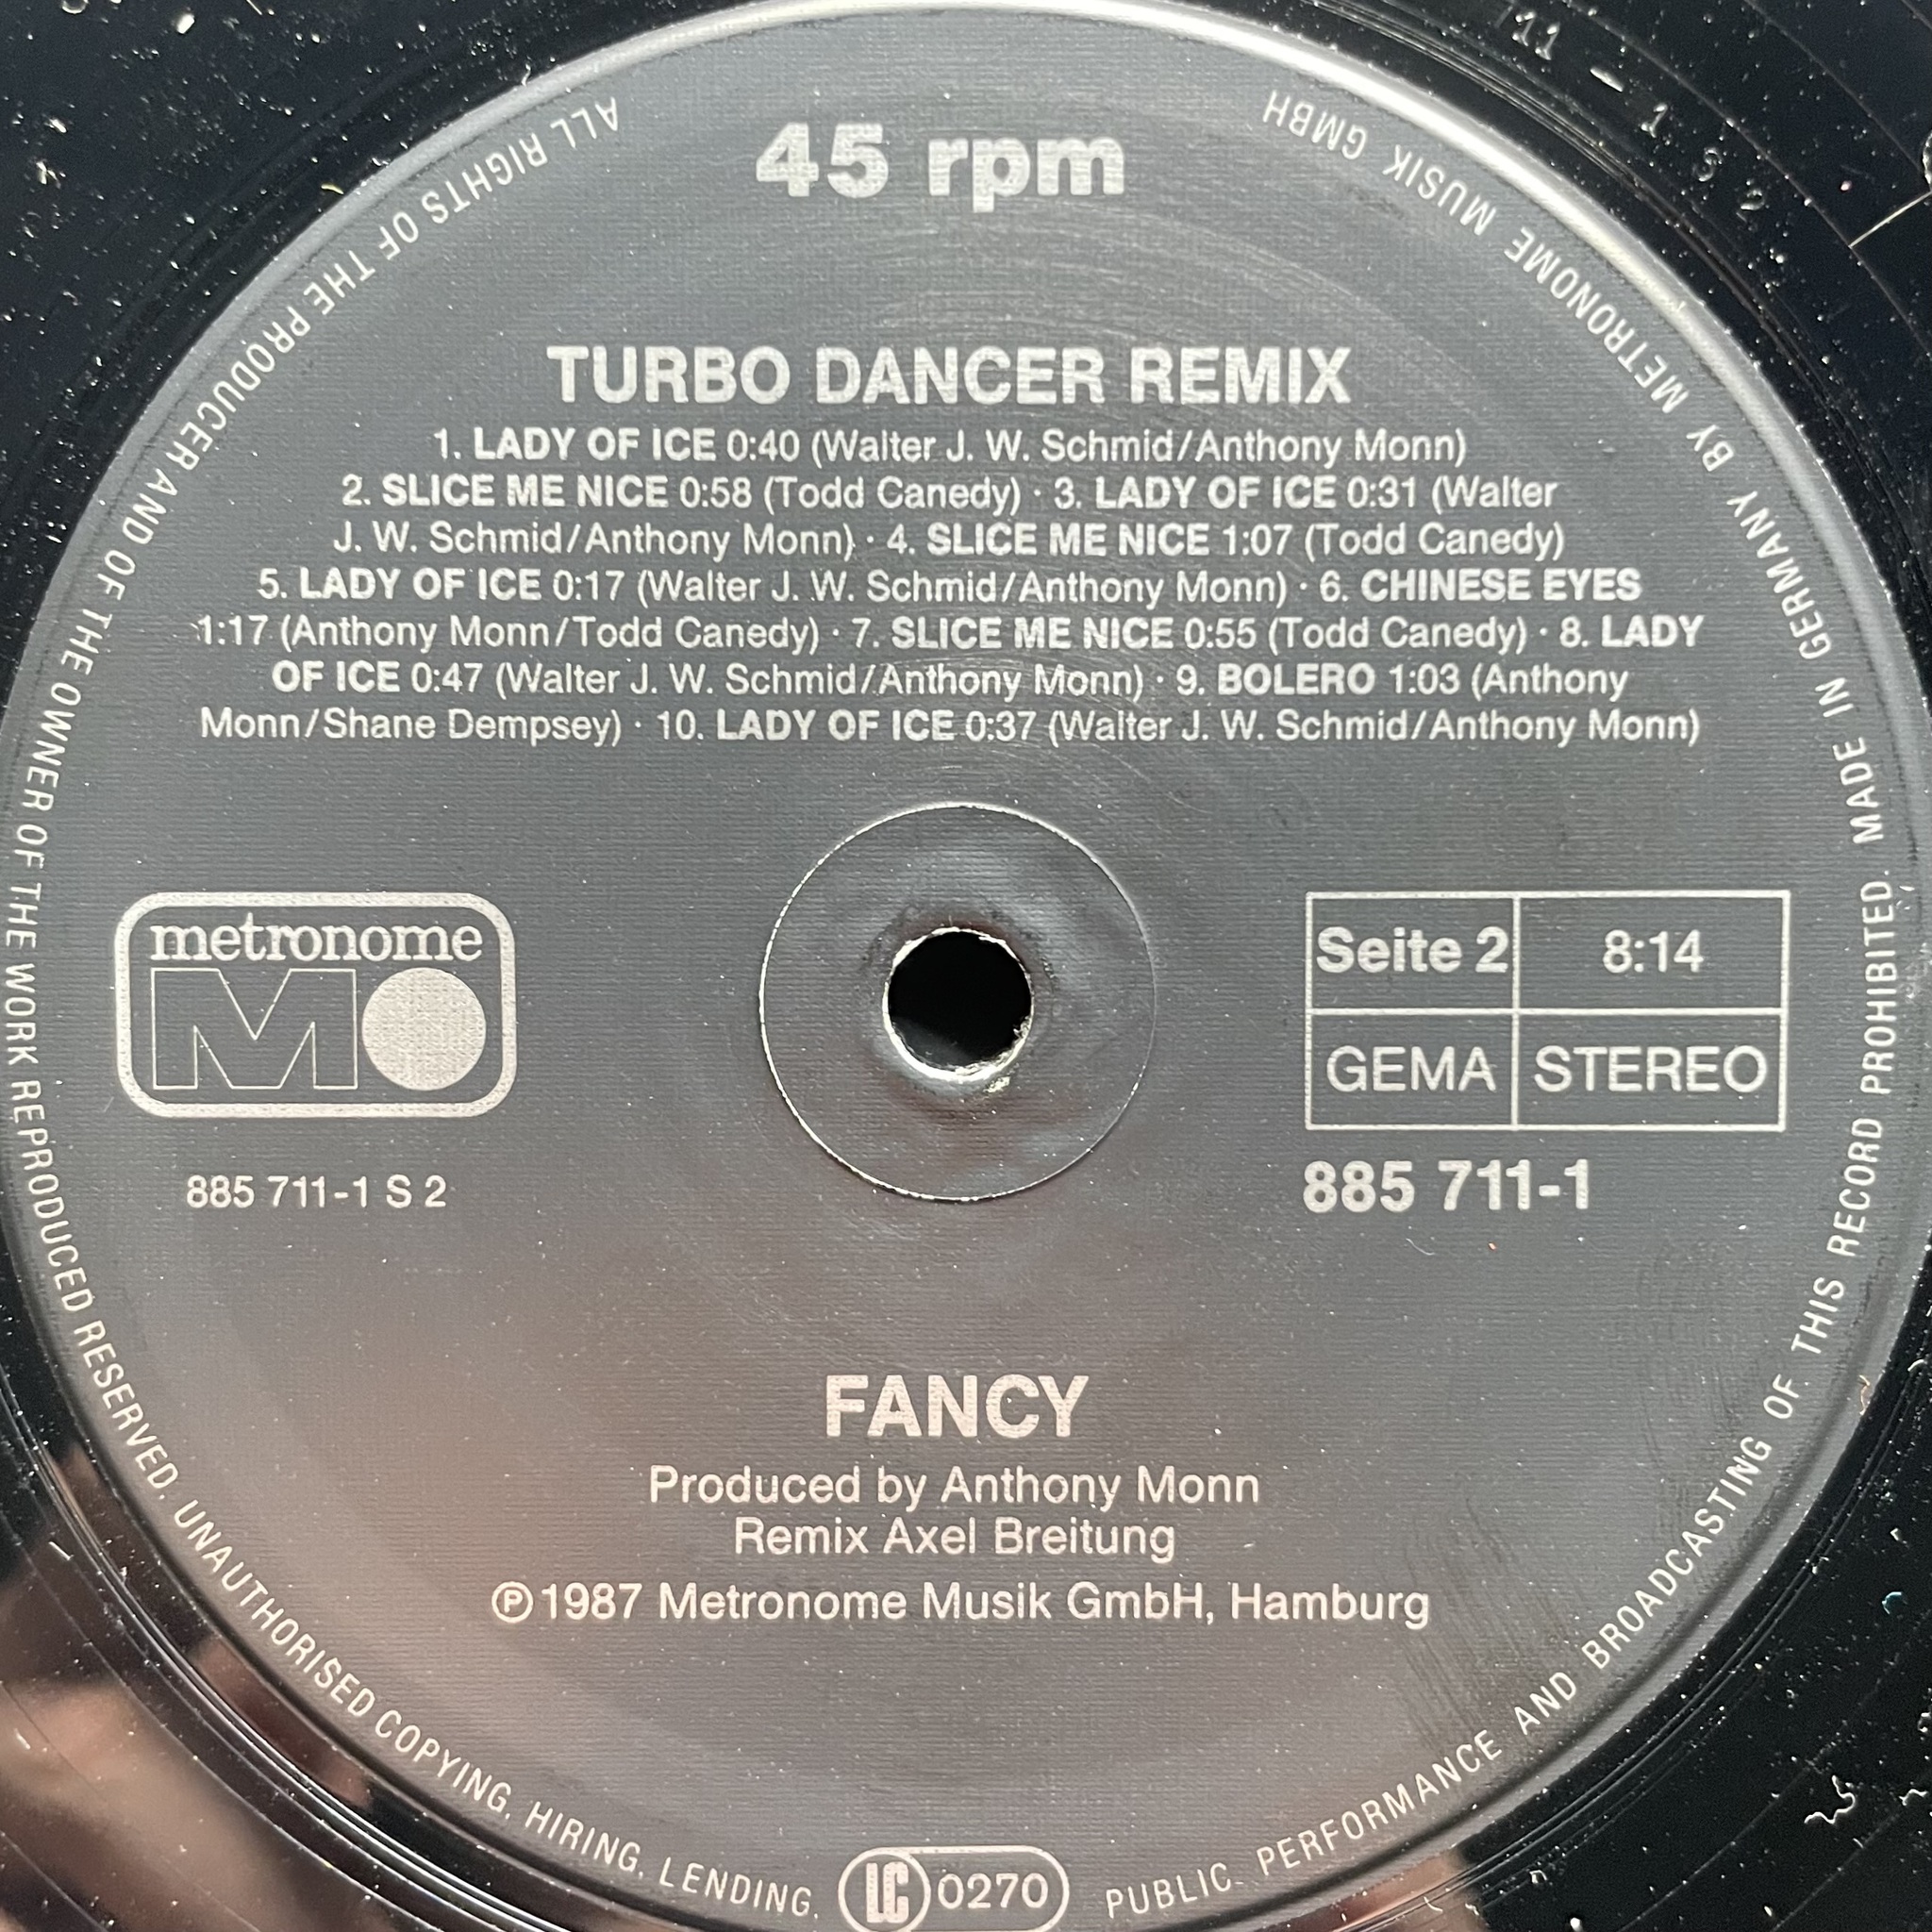 45 rpm
TURBO DANCER REMIX
1. LADY OF ICE 0:40 (Walter J. W. Schmid/Anthony Monn)
2. SLICE ME NICE 0:58 (Todd Canedy) · 3. LADY OF ICE 0:31 (Walter
J. W. Schmid/Anthony Monn) · 4. SLICE ME NICE 1:07 (Todd Canedy)
5. LADY OF ICE 0:17 (Walter J. W. Schmid/Anthony Monn) · 6. CHINESE EYES
1:17 (Anthony Monn/Todd Canedy) · 7. SLICE ME NICE 0:55 (Todd Canedy) · 8. LADY
OF ICE 0:47 (Walter J. W. Schmid/Anthony Monn) · 9. BOLERO 1:03 (Anthony
Monn/Shane Dempsey) · 10. LADY OF ICE 0:37 (Walter J. W. Schmid/Anthony Monn)
metronome
MO
885 711-1 S 2
Seite 2 8:14
GEMA STEREO
885 711-1
FANCY
Produced by Anthony Monn
Remix Axel Breitung
Ⓟ1987 Metronome Musik GmbH, Hamburg
LC 0270
ALL RIGHTS OF THE PRODUCER AND OF THE OWNER OF THE WORK REPRODUCED RESERVED. UNAUTHORISED COPYING, HIRING, LENDING, PUBLIC PERFORMANCE AND BROADCASTING OF THIS RECORD PROHIBITED. MADE IN GERMANY BY METRONOME MUSIK GMBH